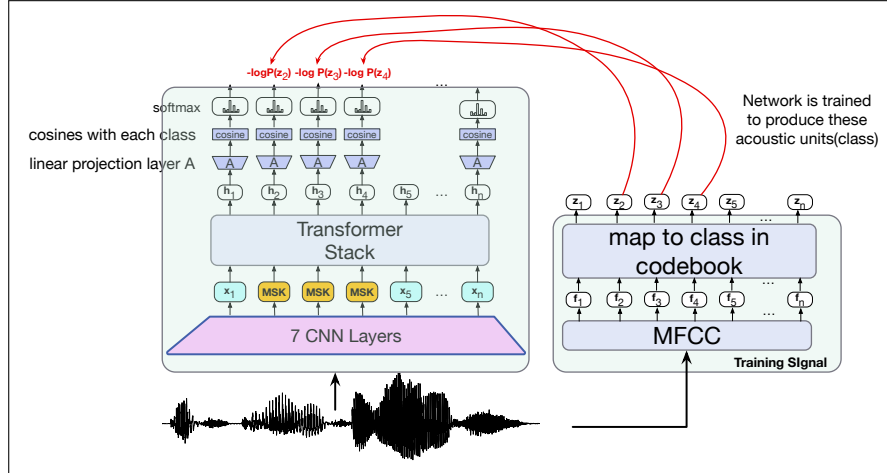 -logP(z2) -log P(z3) -log P(z4)
...
softmax
cosines with each class
cosine cosine cosine cosine cosine
linear projection layer A
A A A A A
h1 h2 h3 h4 h5 ... hn
Transformer
Stack
x1 MSK MSK MSK x5 ... xn
7 CNN Layers
Network is trained
to produce these
acoustic units(class)
z1 z2 z3 z4 z5 ... zn
map to class in
codebook
f1 f2 f3 f4 f5 ... fn
MFCC
Training SIgnal